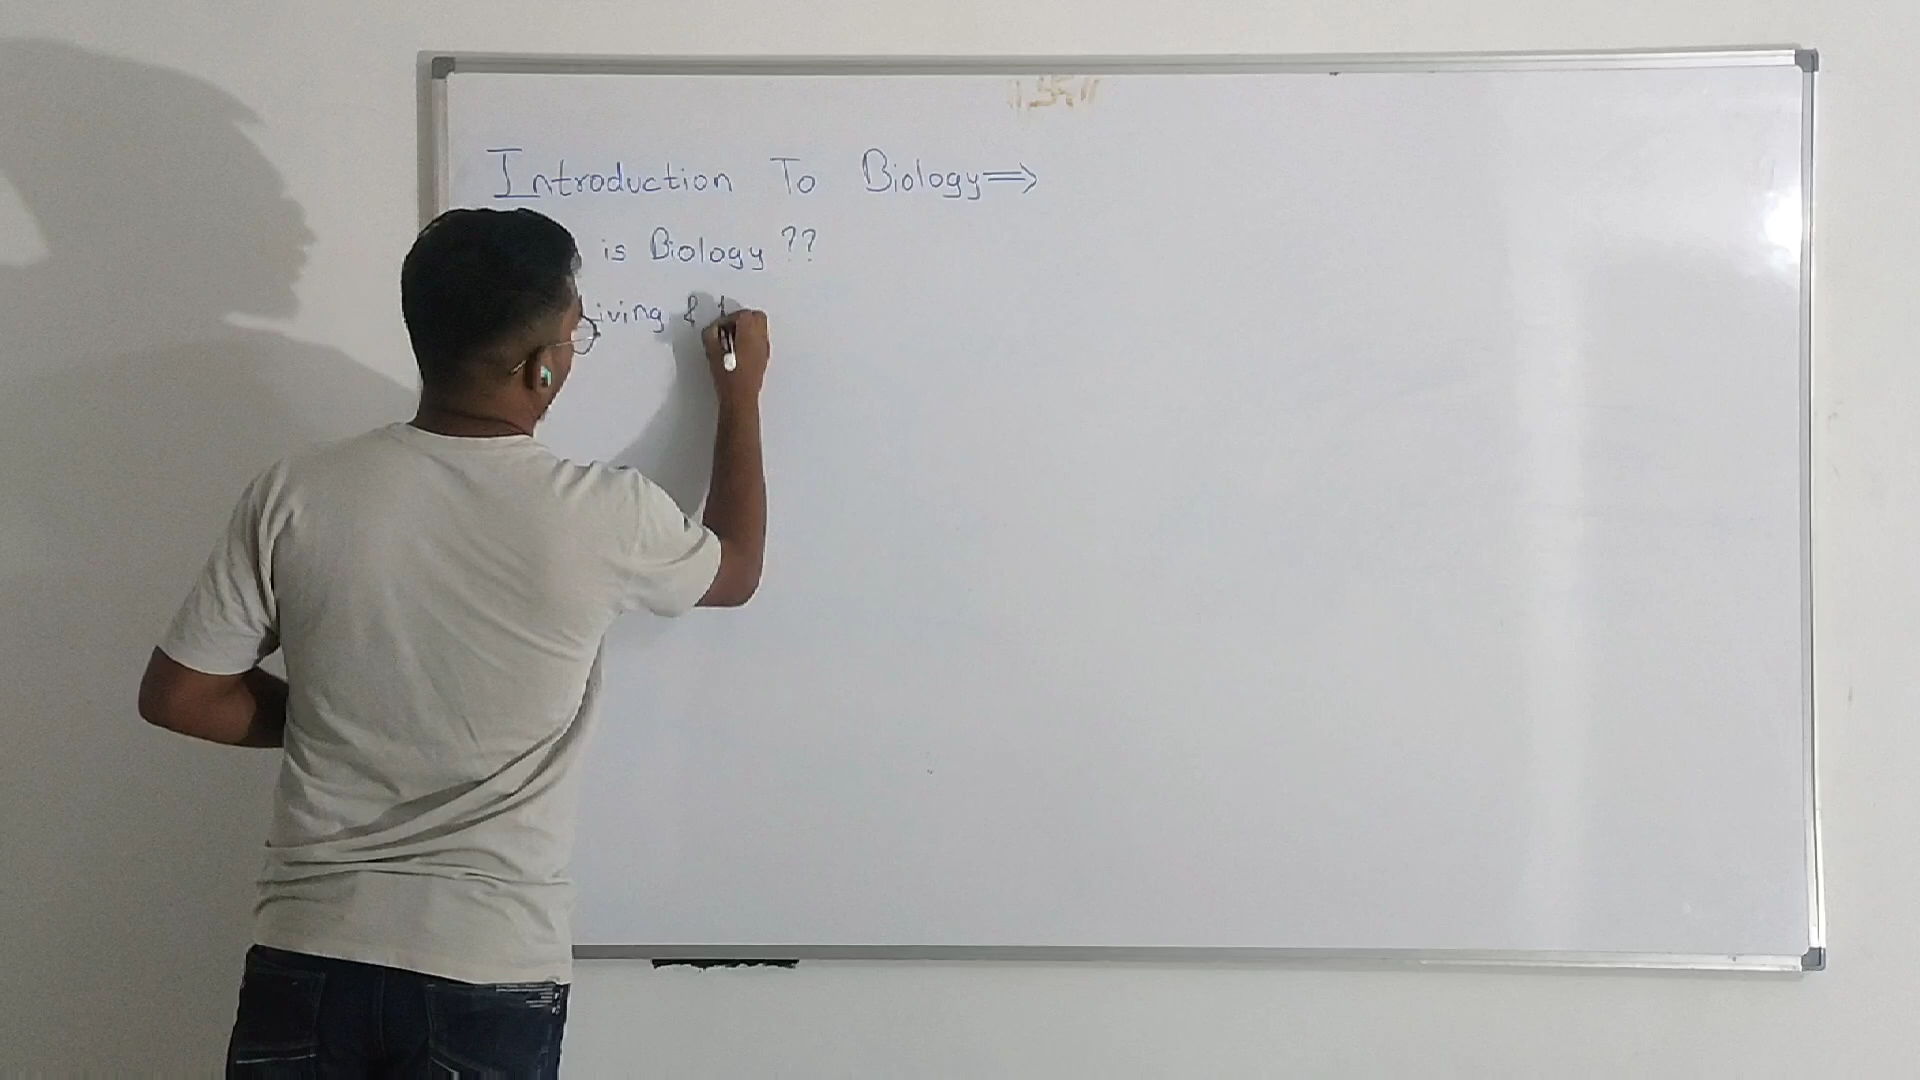 Introduction To Biology⇒
is Biology ??
iving &